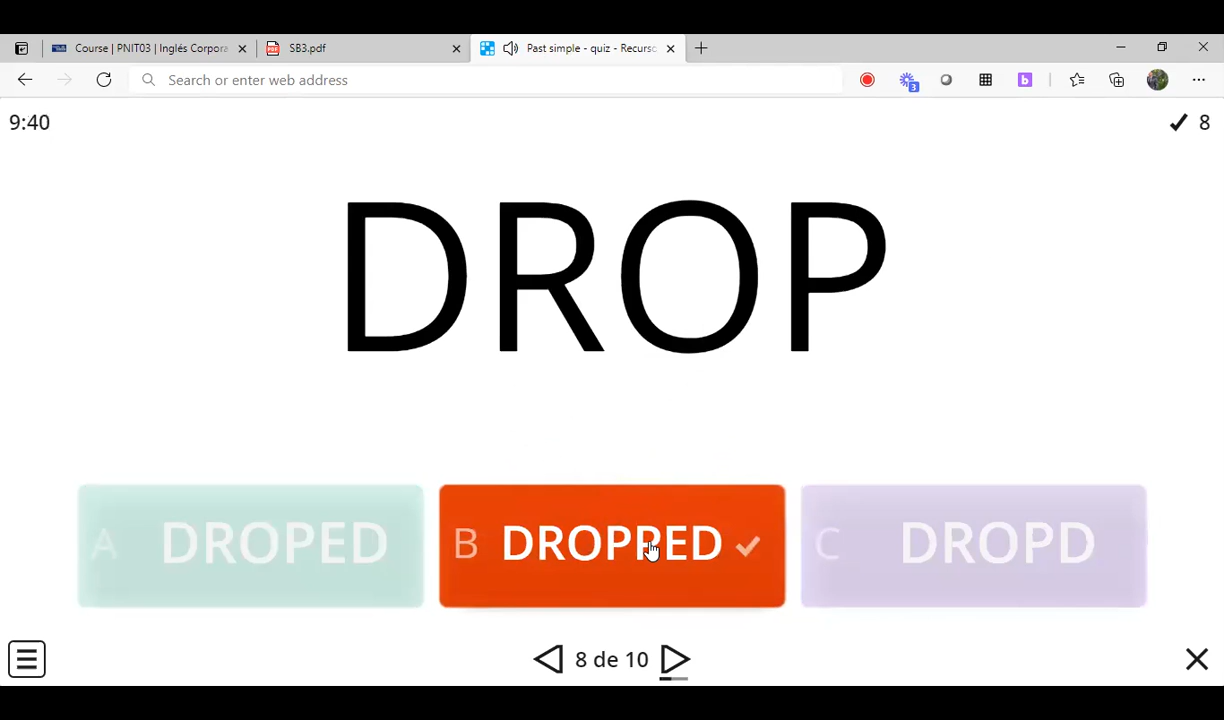 Course | PNIT03 | Inglés Corpora
SB3.pdf
Past simple - quiz - Recurso
Search or enter web address
3
b
9:40
8
DROP
A DROPED
B DROPPED
C DROPD
8 de 10